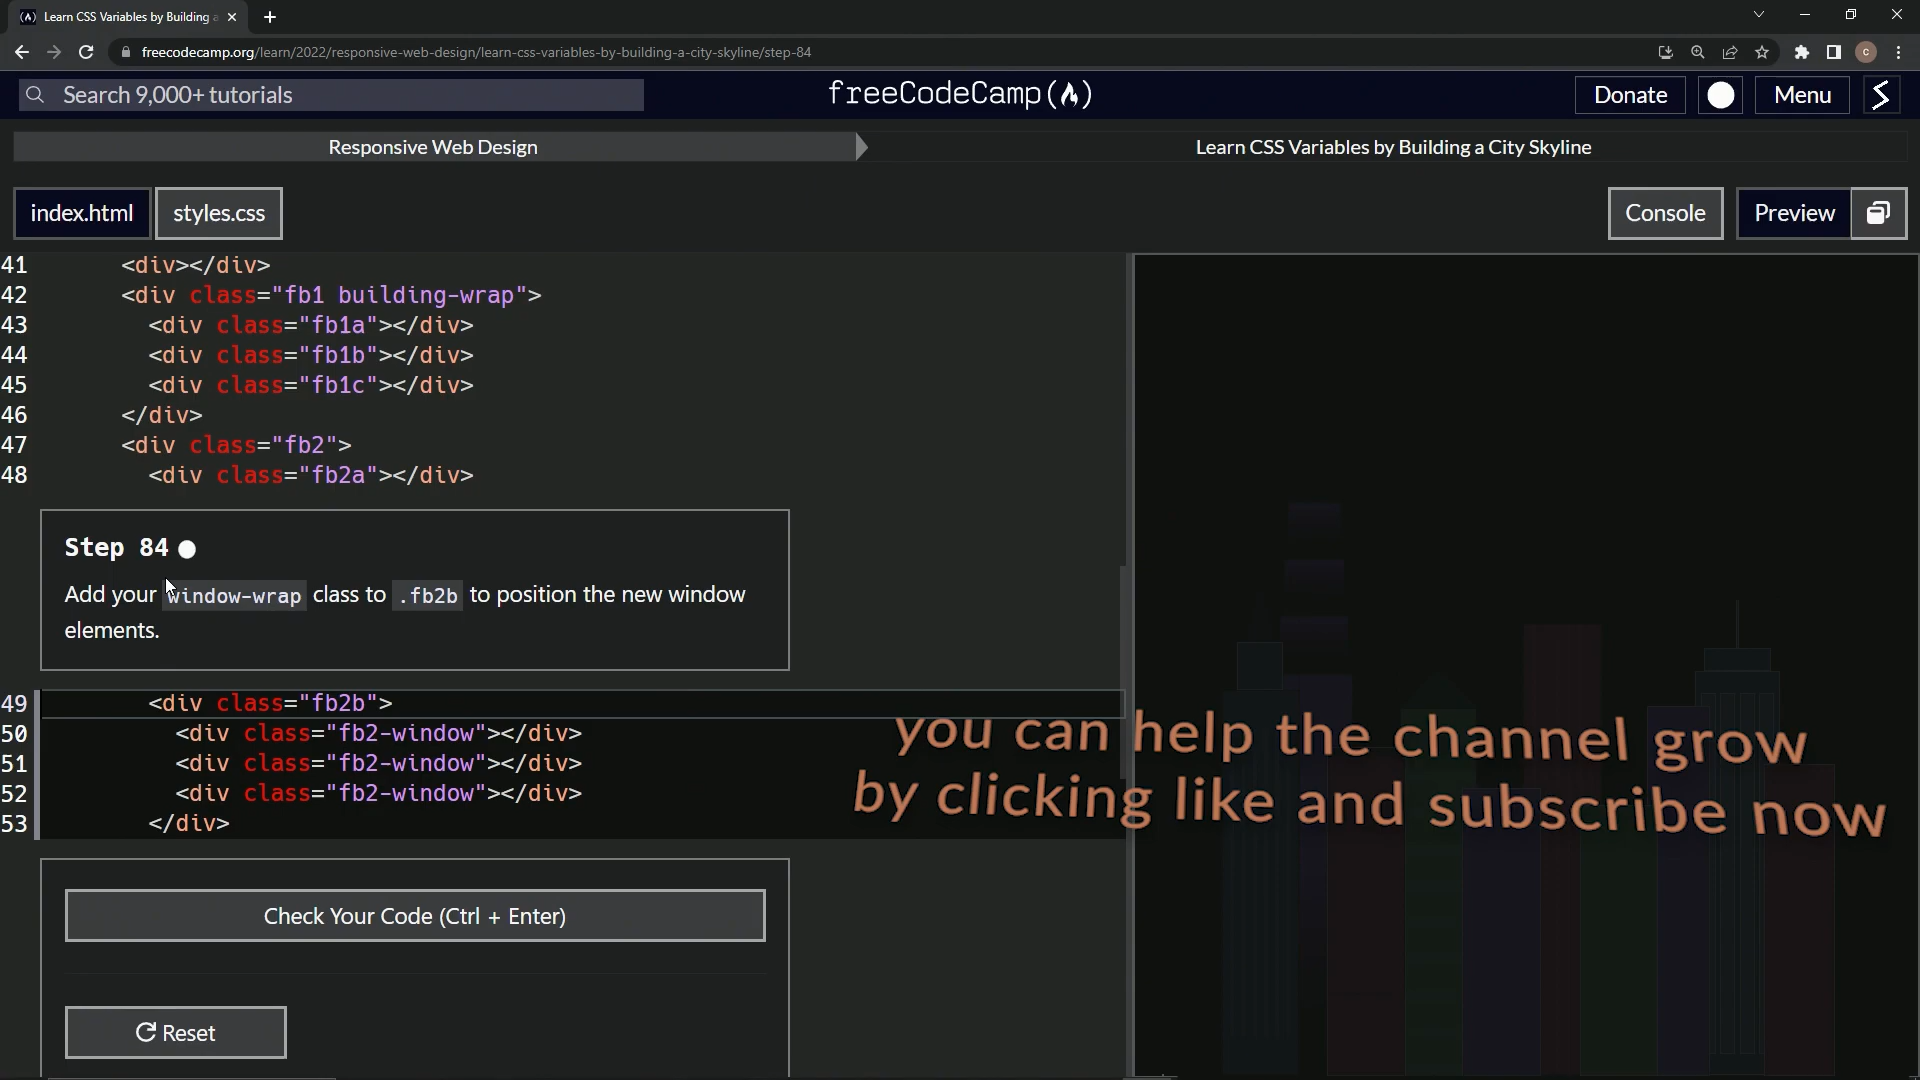 Learn CSS Variables by Building a
freecodecamp.org/learn/2022/responsive-web-design/learn-css-variables-by-building-a-city-skyline/step-84
C
Search 9,000+ tutorials
freeCodeCamp
Donate
Menu
Responsive Web Design
Learn CSS Variables by Building a City Skyline
index.html
styles.css
Console
Preview
41 <div></div>
42 <div class="fb1 building-wrap">
43 <div class="fb1a"></div>
44 <div class="fb1b"></div>
45 <div class="fb1c"></div>
46 </div>
47 <div class="fb2">
48 <div class="fb2a"></div>
Step 84
Add your window-wrap class to .fb2b to position the new window
elements.
49 <div class="fb2b">
50 <div class="fb2-window"></div>
51 <div class="fb2-window"></div>
52 <div class="fb2-window"></div>
53 </div>
you can help the channel grow
by clicking like and subscribe now
Check Your Code (Ctrl + Enter)
Reset